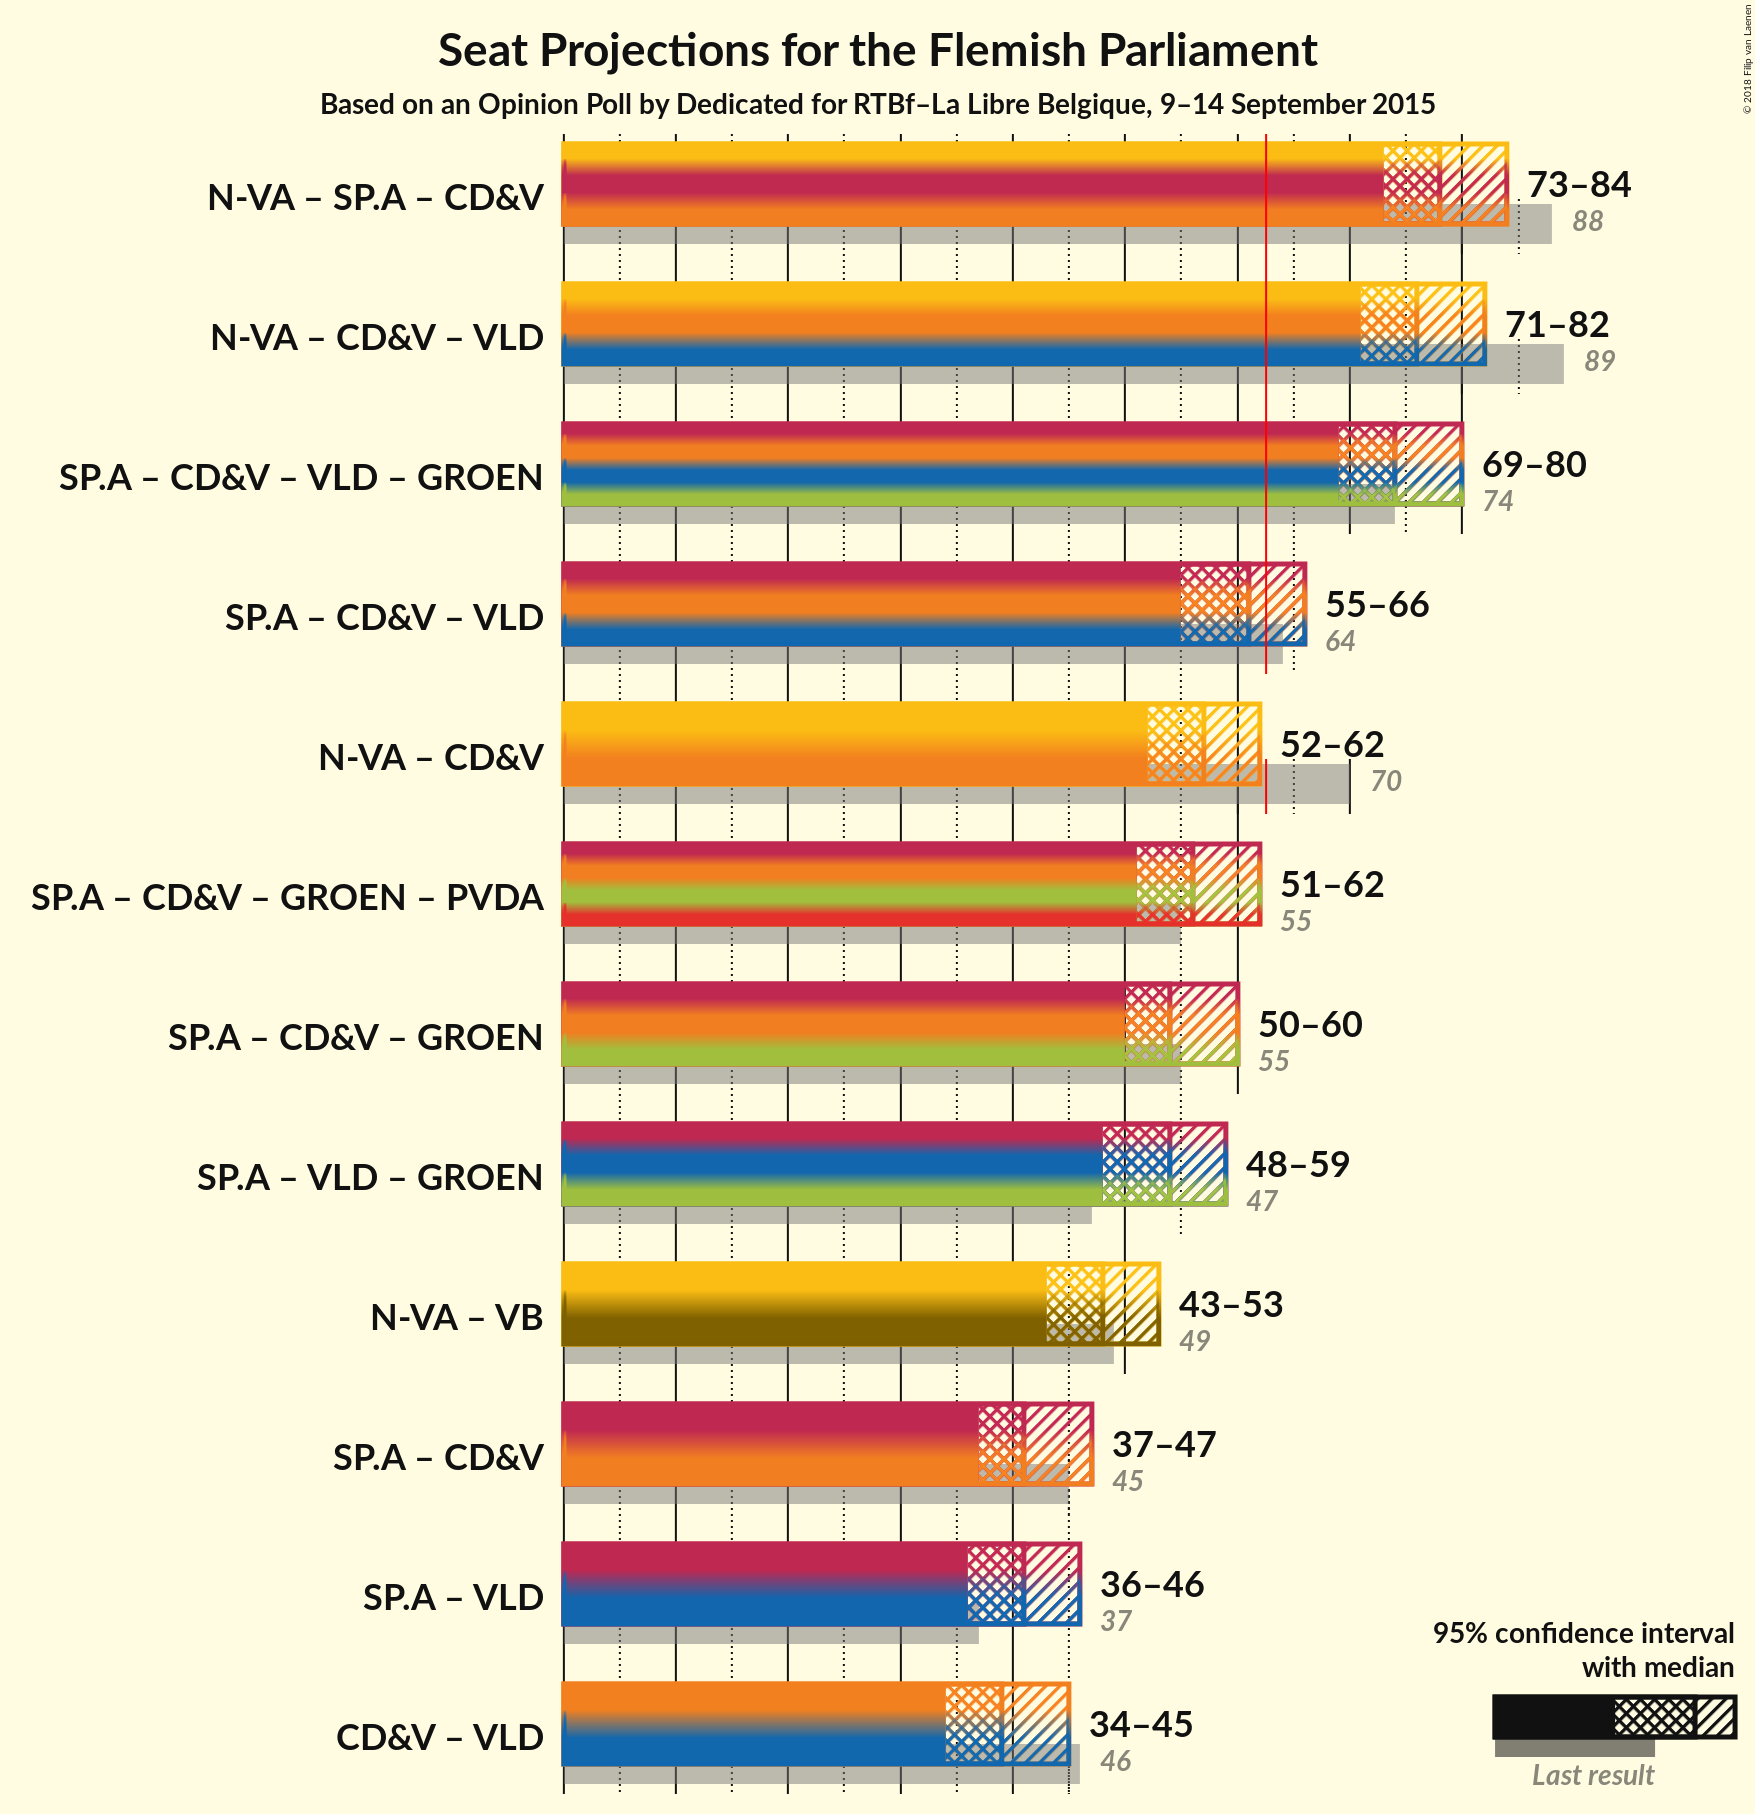 Seat Projections for the Flemish Parliament
Based on an Opinion Poll by Dedicated for RTBf–La Libre Belgique, 9–14 September 2015
© 2018 Filip van Laenen
N-VA – SP.A – CD&V
73–84
88
N-VA – CD&V – VLD
71–82
89
SP.A – CD&V – VLD – GROEN
69–80
74
SP.A – CD&V – VLD
55–66
64
N-VA – CD&V
52–62
70
SP.A – CD&V – GROEN – PVDA
51–62
55
SP.A – CD&V – GROEN
50–60
55
SP.A – VLD – GROEN
48–59
47
N-VA – VB
43–53
49
SP.A – CD&V
37–47
45
SP.A – VLD
36–46
37
CD&V – VLD
34–45
46
95% confidence interval
with median
Last result